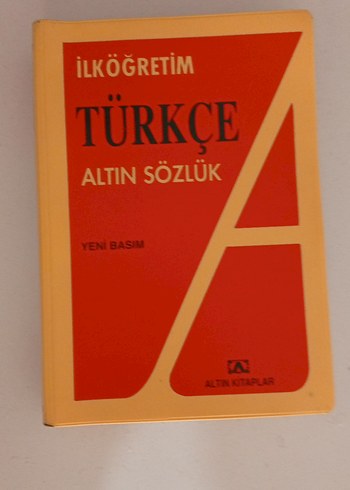 İLKÖĞRETİM
TÜRKÇE
ALTIN SÖZLÜK
YENİ BASIM
ALTIN KİTAPLAR